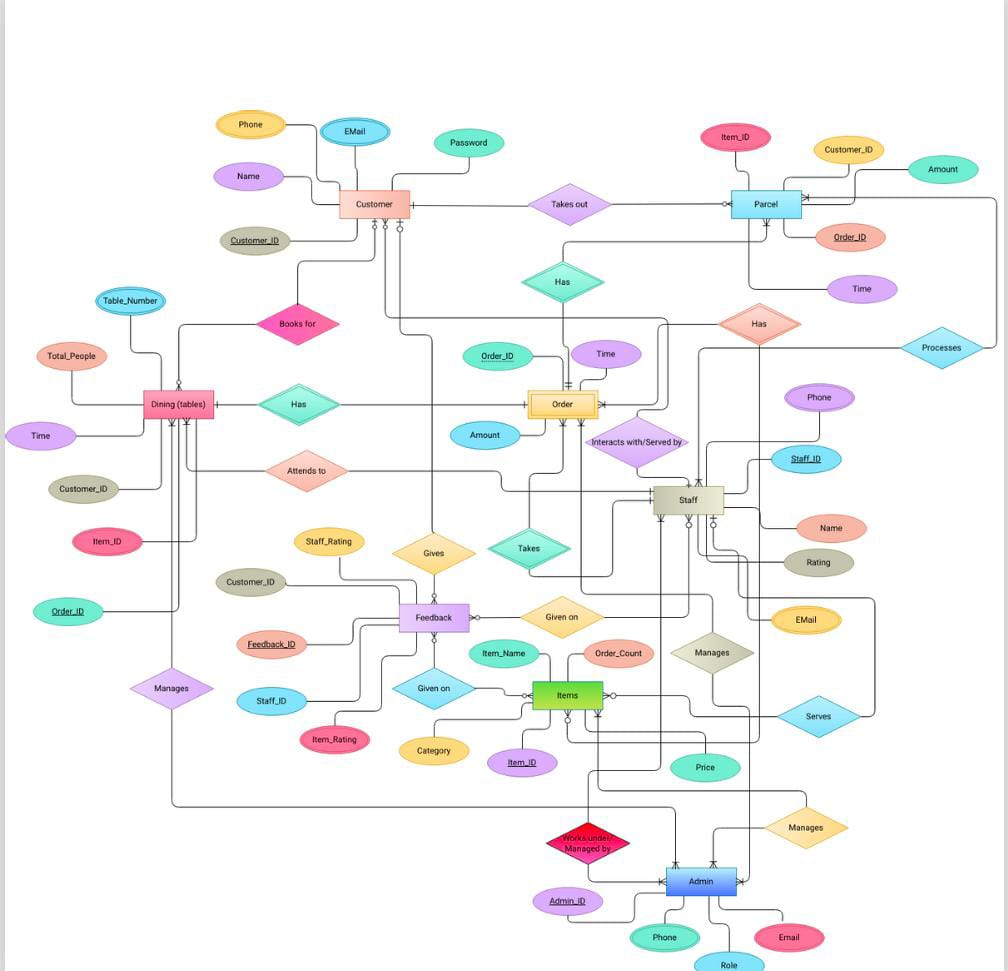 Phone
EMail
Password
Item_ID
Customer_ID
Amount
Name
Customer
Takes out
Parcel
Customer_ID
Order_ID
Has
Time
Table_Number
Books for
Has
Total_People
Order_ID
Time
Processes
Dining (tables)
Has
Order
Phone
Time
Amount
Interacts with/Served by
Staff_ID
Attends to
Customer_ID
Staff
Name
Item_ID
Staff_Rating
Gives
Takes
Rating
Customer_ID
Order_ID
Feedback
Given on
EMail
Feedback_ID
Item_Name
Order_Count
Manages
Manages
Staff_ID
Given on
Items
Serves
Item_Rating
Category
Item_ID
Price
Works under/
Managed by
Manages
Admin
Admin_ID
Phone
Email
Role